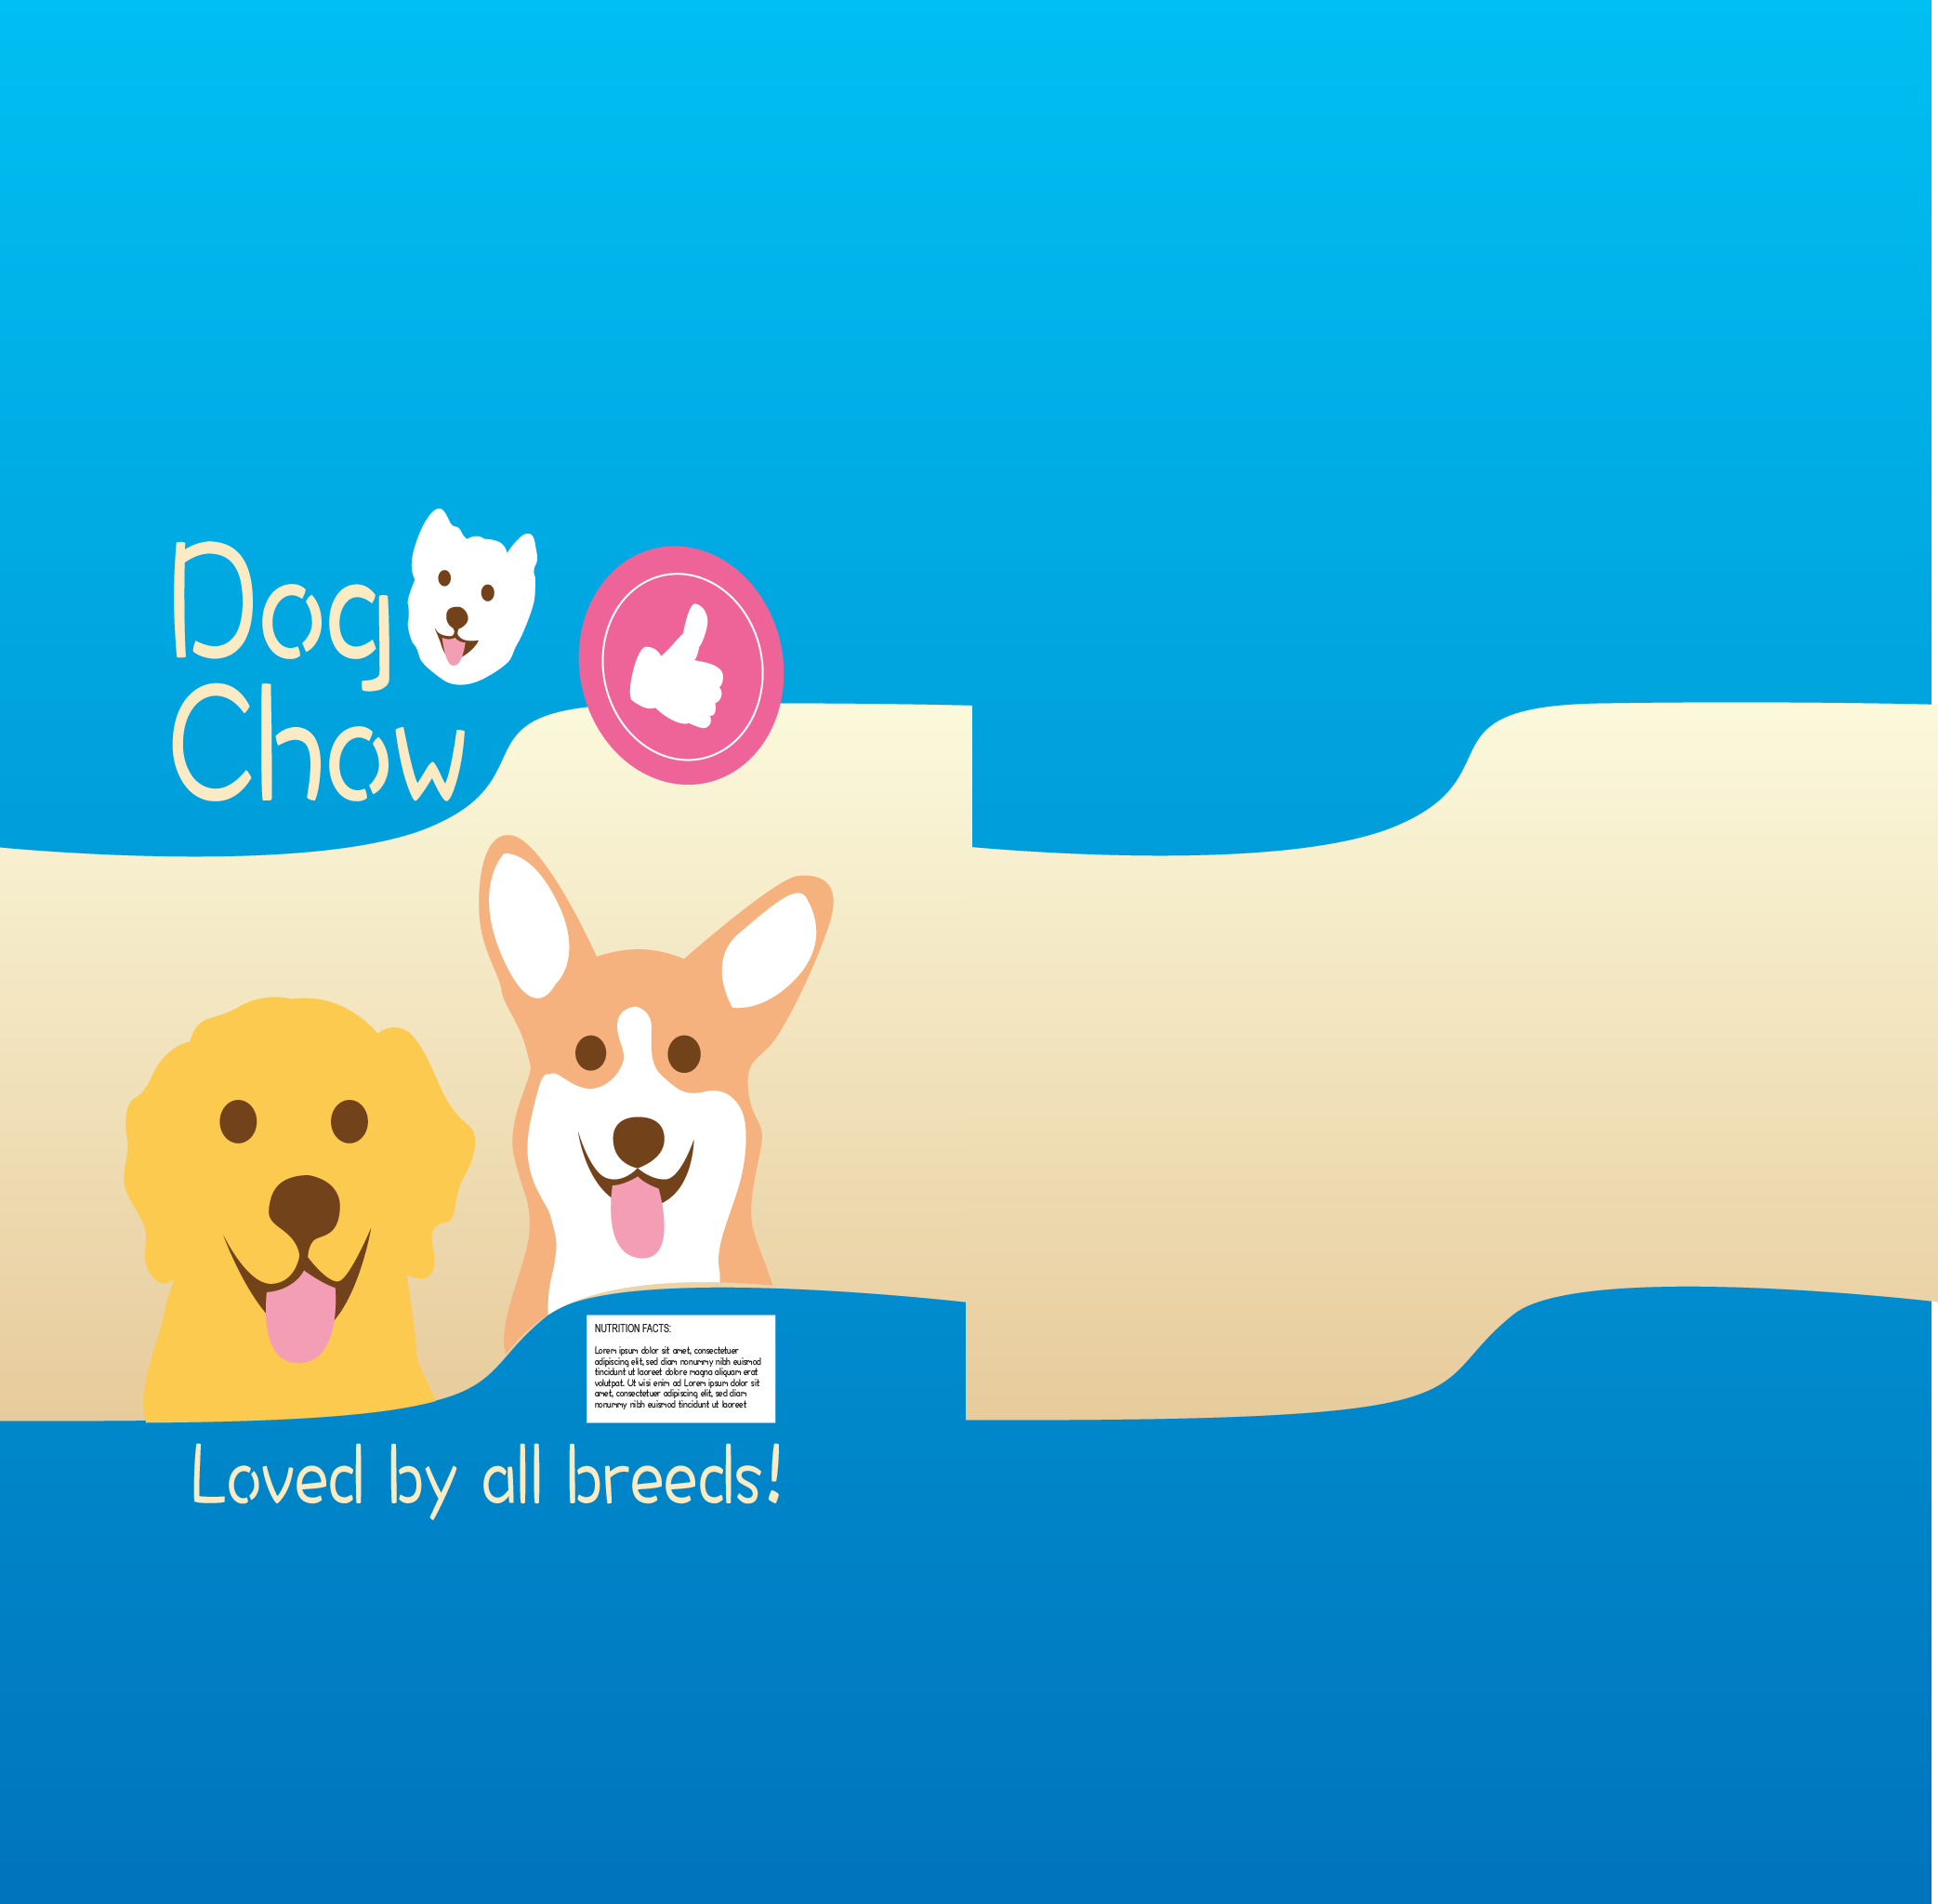 Dog
Chow
NUTRITION FACTS:
Lorem ipsum dolor sit amet, consectetuer
adipiscing elit, sed diam nonummy nibh euismod
tincidunt ut laoreet dolore magna aliquam erat
volutpat. Ut wisi enim ad Lorem ipsum dolor sit
amet, consectetuer adipiscing elit, sed diam
nonummy nibh euismod tincidunt ut laoreet
Loved by all breeds!